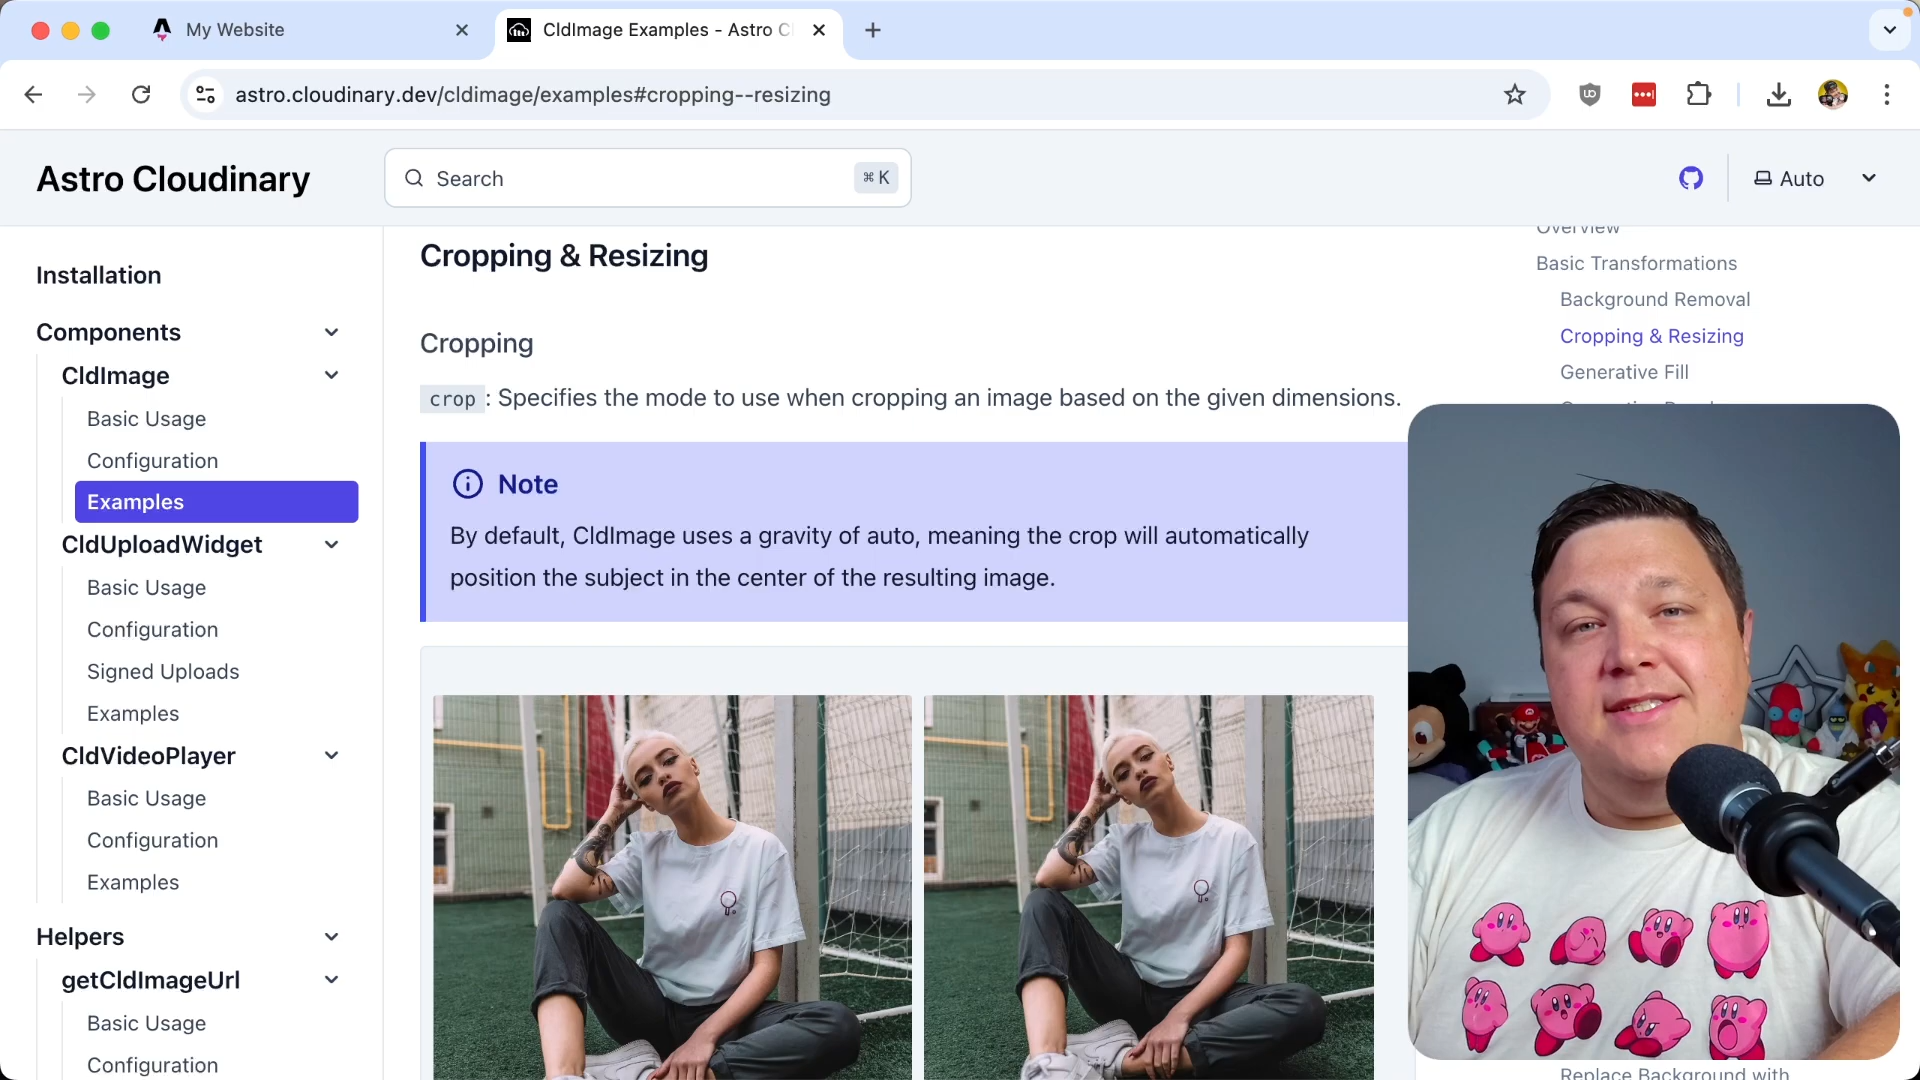 My Website
CldImage Examples - Astro Cl
astro.cloudinary.dev/cldimage/examples#cropping--resizing
Astro Cloudinary
Search
⌘ K
Auto
Installation
Components
CldImage
Basic Usage
Configuration
Examples
CldUploadWidget
Basic Usage
Configuration
Signed Uploads
Examples
CldVideoPlayer
Basic Usage
Configuration
Examples
Helpers
getCldImageUrl
Basic Usage
Configuration
Cropping & Resizing
Cropping
crop: Specifies the mode to use when cropping an image based on the given dimensions.
Note
By default, CldImage uses a gravity of auto, meaning the crop will automatically
position the subject in the center of the resulting image.
Overview
Basic Transformations
Background Removal
Cropping & Resizing
Generative Fill
Replace Background with